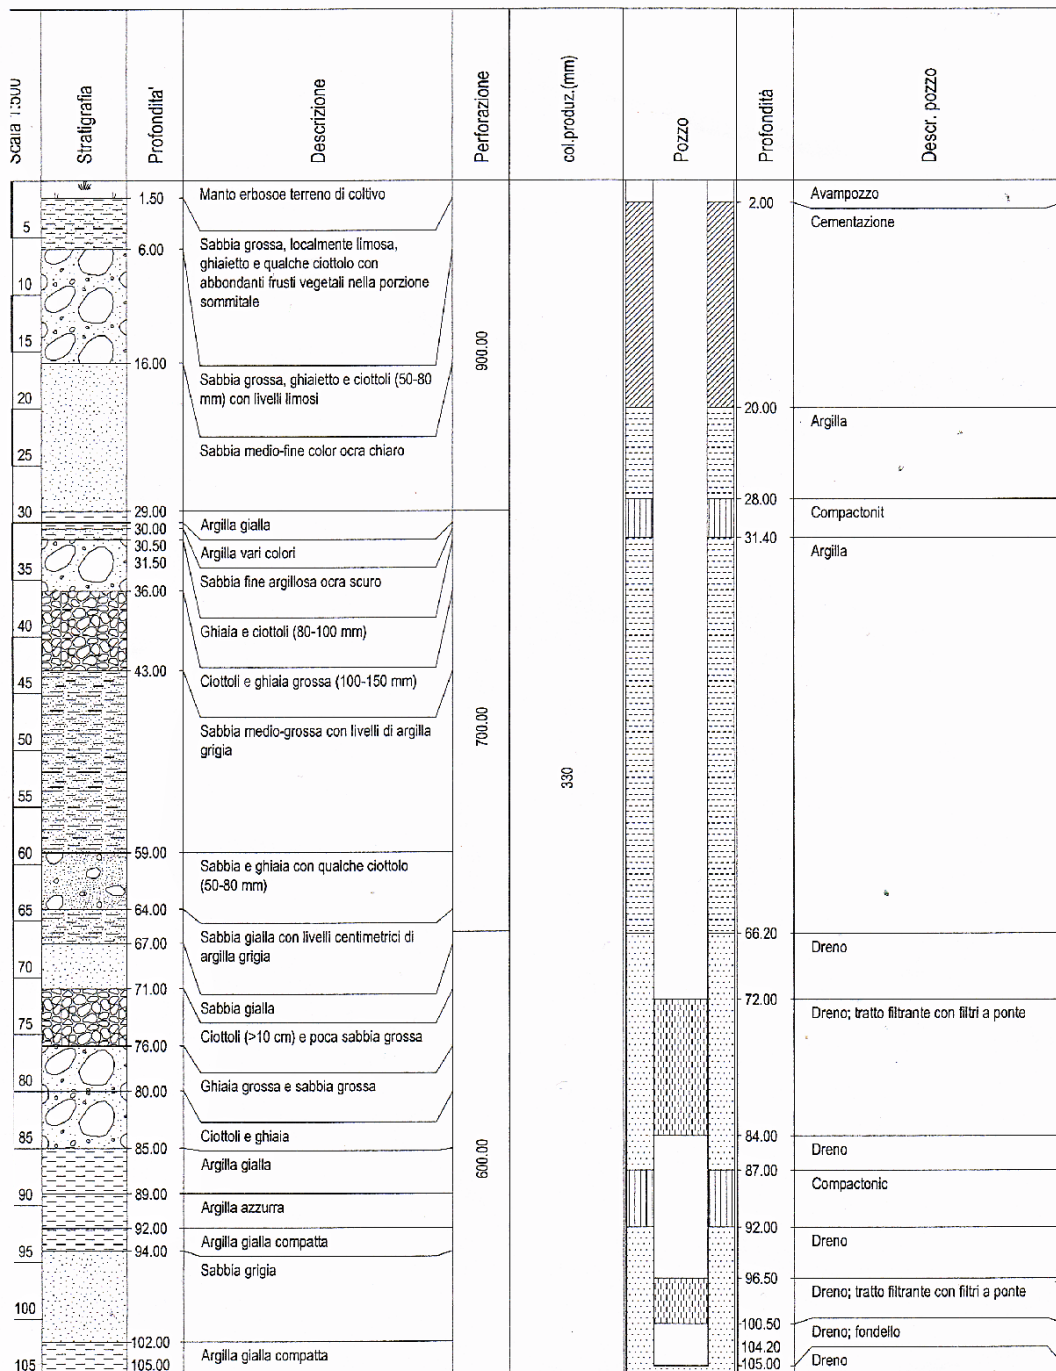 Scala 1:500
Stratigrafia
Profondita'
Descrizione
Perforazione
col.produz.(mm)
Pozzo
Profondità
Descr. pozzo
1.50
Manto erbosoe terreno di coltivo
2.00
Avampozzo
5
Cementazione
6.00
Sabbia grossa, localmente limosa,
ghiaietto e qualche ciottolo con
abbondanti frusti vegetali nella porzione
sommitale
10
15
16.00
900.00
Sabbia grossa, ghiaietto e ciottoli (50-80
mm) con livelli limosi
20
20.00
Argilla
25
Sabbia medio-fine color ocra chiaro
28.00
Compactonit
30
29.00
30.00
Argilla gialla
30.50
Argilla vari colori
31.40
Argilla
31.50
35
Sabbia fine argillosa ocra scuro
36.00
40
Ghiaia e ciottoli (80-100 mm)
43.00
45
Ciottoli e ghiaia grossa (100-150 mm)
50
Sabbia medio-grossa con livelli di argilla
grigia
700.00
330
55
60
59.00
Sabbia e ghiaia con qualche ciottolo
(50-80 mm)
65
64.00
66.20
Sabbia gialla con livelli centimetrici di
argilla grigia
67.00
Dreno
70
71.00
72.00
Sabbia gialla
Dreno; tratto filtrante con filtri a ponte
75
Ciottoli (>10 cm) e poca sabbia grossa
76.00
80
80.00
Ghiaia grossa e sabbia grossa
85
84.00
Ciottoli e ghiaia
85.00
Dreno
600.00
Argilla gialla
87.00
Compactonic
90
89.00
Argilla azzurra
92.00
92.00
95
94.00
Argilla gialla compatta
Dreno
Sabbia grigia
96.50
Dreno; tratto filtrante con filtri a ponte
100
100.50
Dreno; fondello
102.00
104.20
105
105.00
Argilla gialla compatta
105.00
Dreno